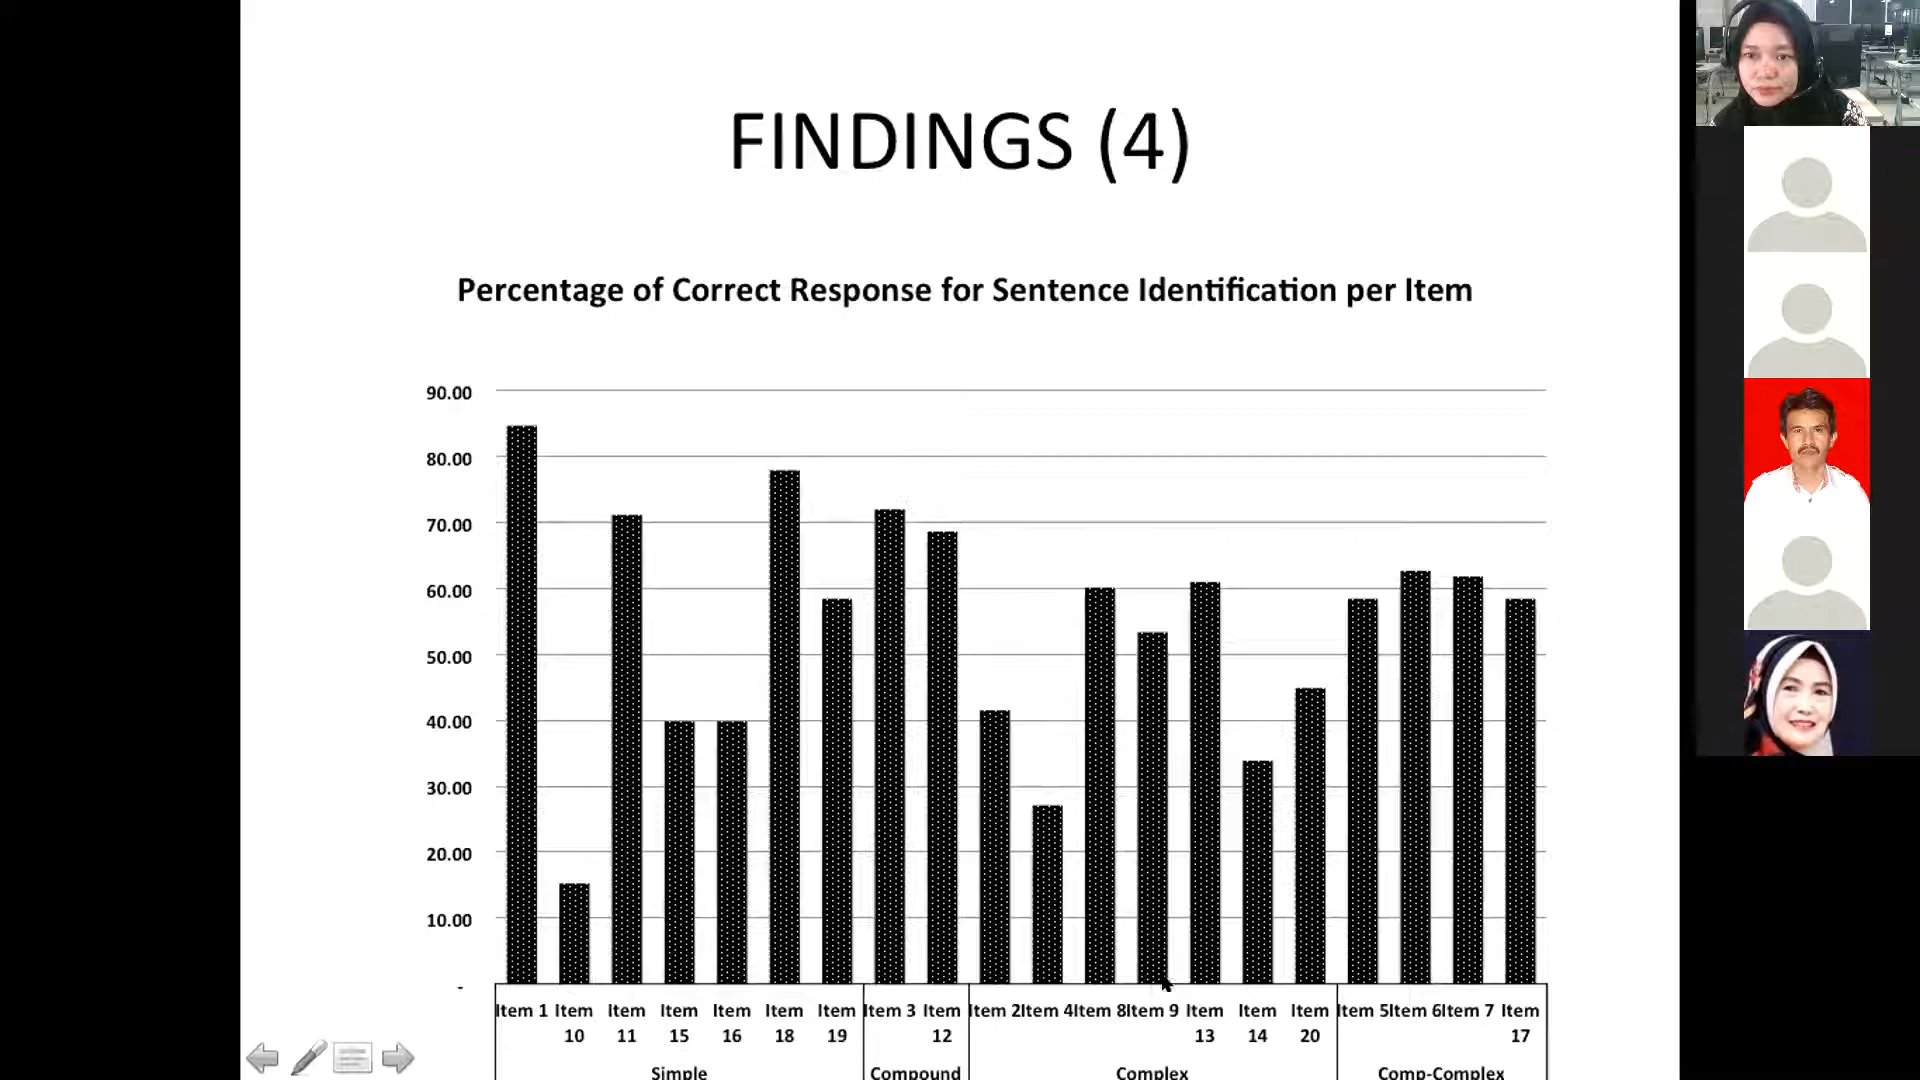 FINDINGS (4)
Percentage of Correct Response for Sentence Identification per Item
90.00
80.00
70.00
60.00
50.00
40.00
30.00
20.00
10.00
-
Item 1 Item 10 Item 11 Item 15 Item 16 Item 18 Item 19 Item 3 Item 12 Item 2 Item 4 Item 8 Item 9 Item 13 Item 14 Item 20 Item 5 Item 6 Item 7 Item 17
Simple Compound Complex Comp-Complex